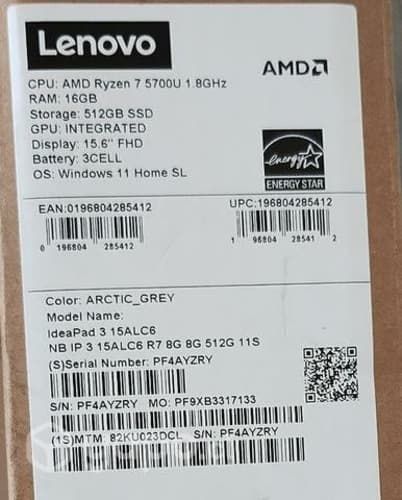 Lenovo
AMD
CPU: AMD Ryzen 7 5700U 1.8GHz
RAM: 16GB
Storage: 512GB SSD
GPU: INTEGRATED
Display: 15.6" FHD
Battery: 3CELL
OS: Windows 11 Home SL
energy
ENERGY STAR
EAN:0196804285412
UPC:196804285412
0 196804 285412
1 96804 28541 2
Color: ARCTIC_GREY
Model Name:
IdeaPad 3 15ALC6
NB IP 3 15ALC6 R7 8G 8G 512G 11S
(S)Serial Number: PF4AYZRY
S/N: PF4AYZRY MO: PF9XB3317133
(1S)MTM: 82KU023DCL S/N: PF4AYZRY